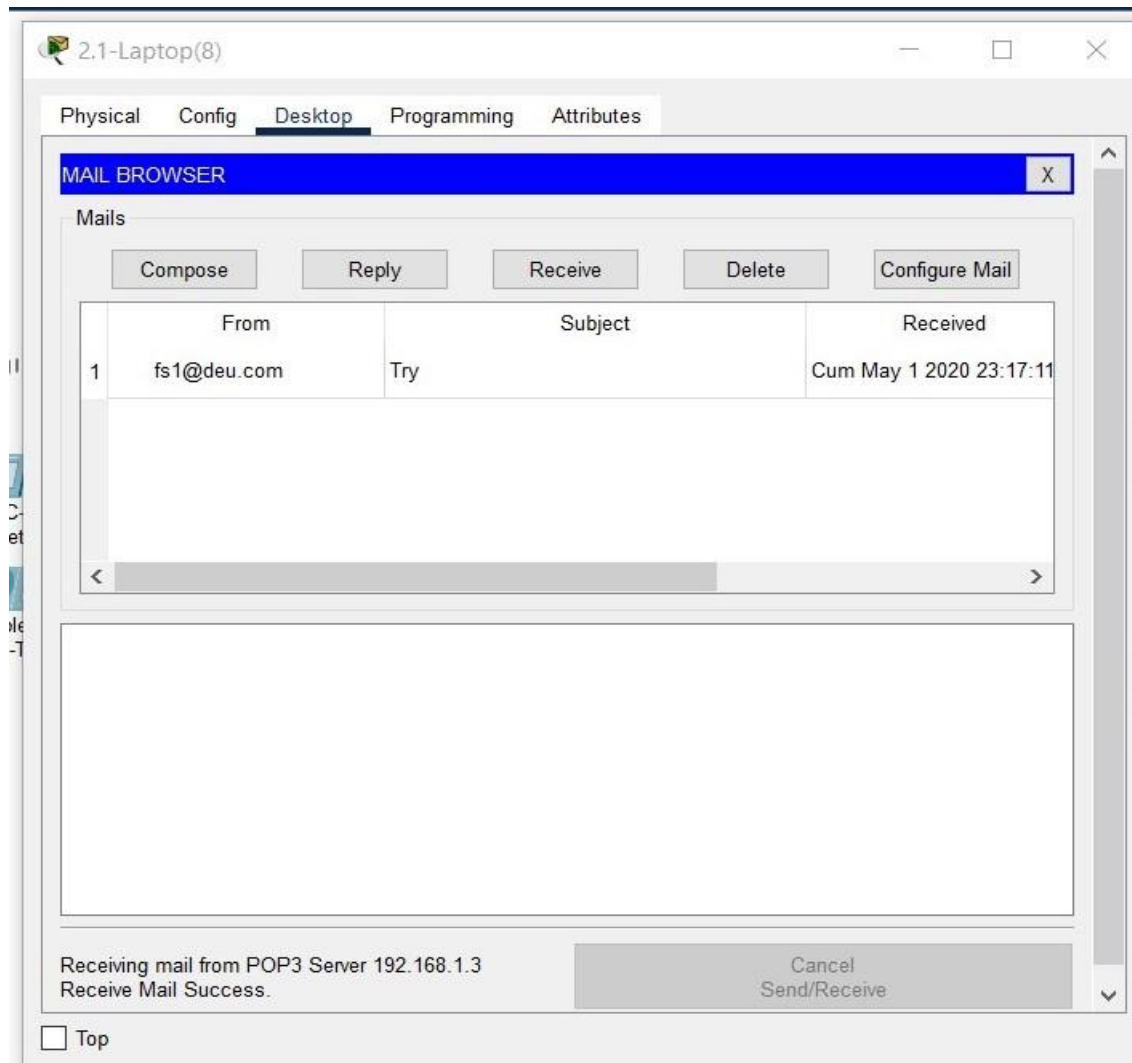 2.1-Laptop(8)
Physical Config Desktop Programming Attributes
MAIL BROWSER X
Mails
Compose Reply Receive Delete Configure Mail
From Subject Received
1 fs1@deu.com Try Cum May 1 2020 23:17:11
Receiving mail from POP3 Server 192.168.1.3
Receive Mail Success.
Cancel
Send/Receive
Top